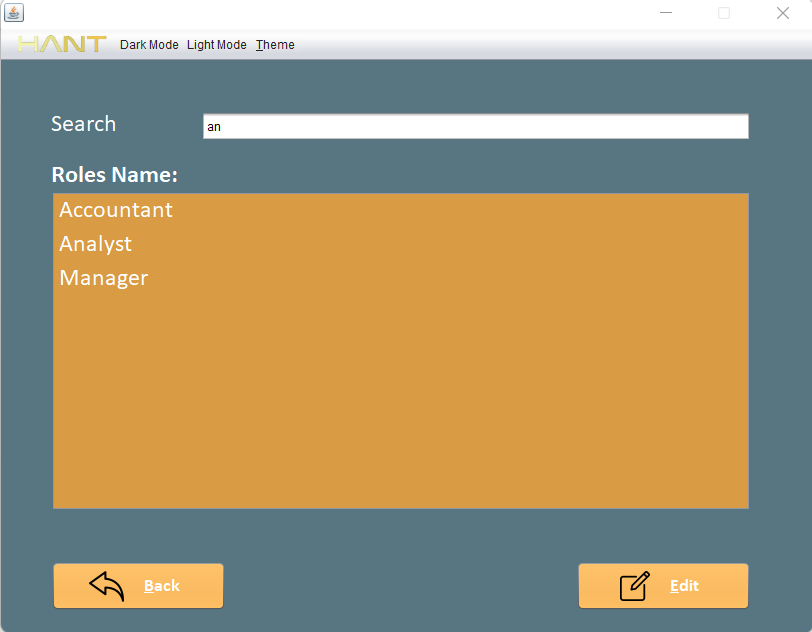 HANT Dark Mode Light Mode Theme
Search an
Roles Name:
Accountant
Analyst
Manager
Back Edit